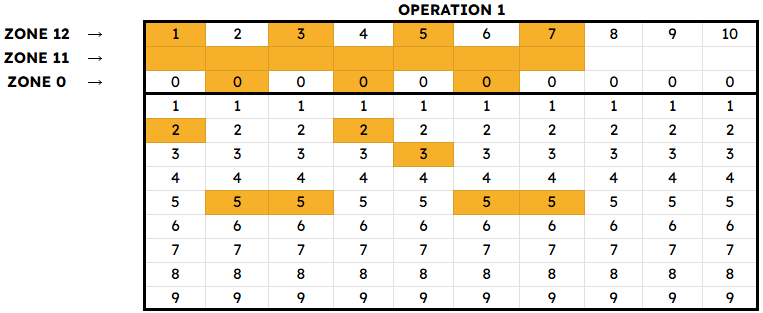 OPERATION 1
ZONE 12 → 1 2 3 4 5 6 7 8 9 10
ZONE 11 →
ZONE 0 → 0 0 0 0 0 0 0 0 0 0
1 1 1 1 1 1 1 1 1 1
2 2 2 2 2 2 2 2 2 2
3 3 3 3 3 3 3 3 3 3
4 4 4 4 4 4 4 4 4 4
5 5 5 5 5 5 5 5 5 5
6 6 6 6 6 6 6 6 6 6
7 7 7 7 7 7 7 7 7 7
8 8 8 8 8 8 8 8 8 8
9 9 9 9 9 9 9 9 9 9